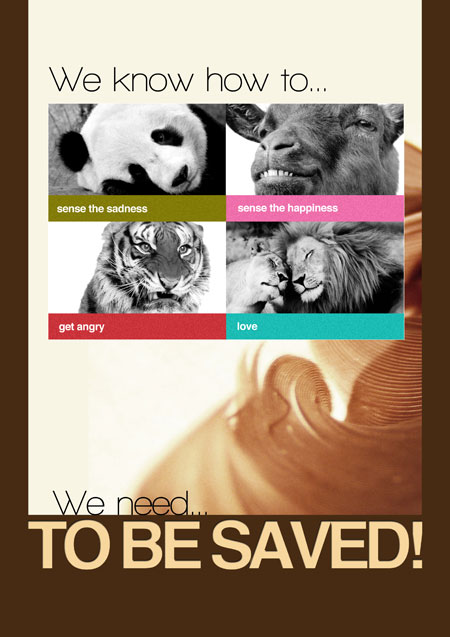 We know how to...
sense the sadness
sense the happiness
get angry
love
We need...
TO BE SAVED!